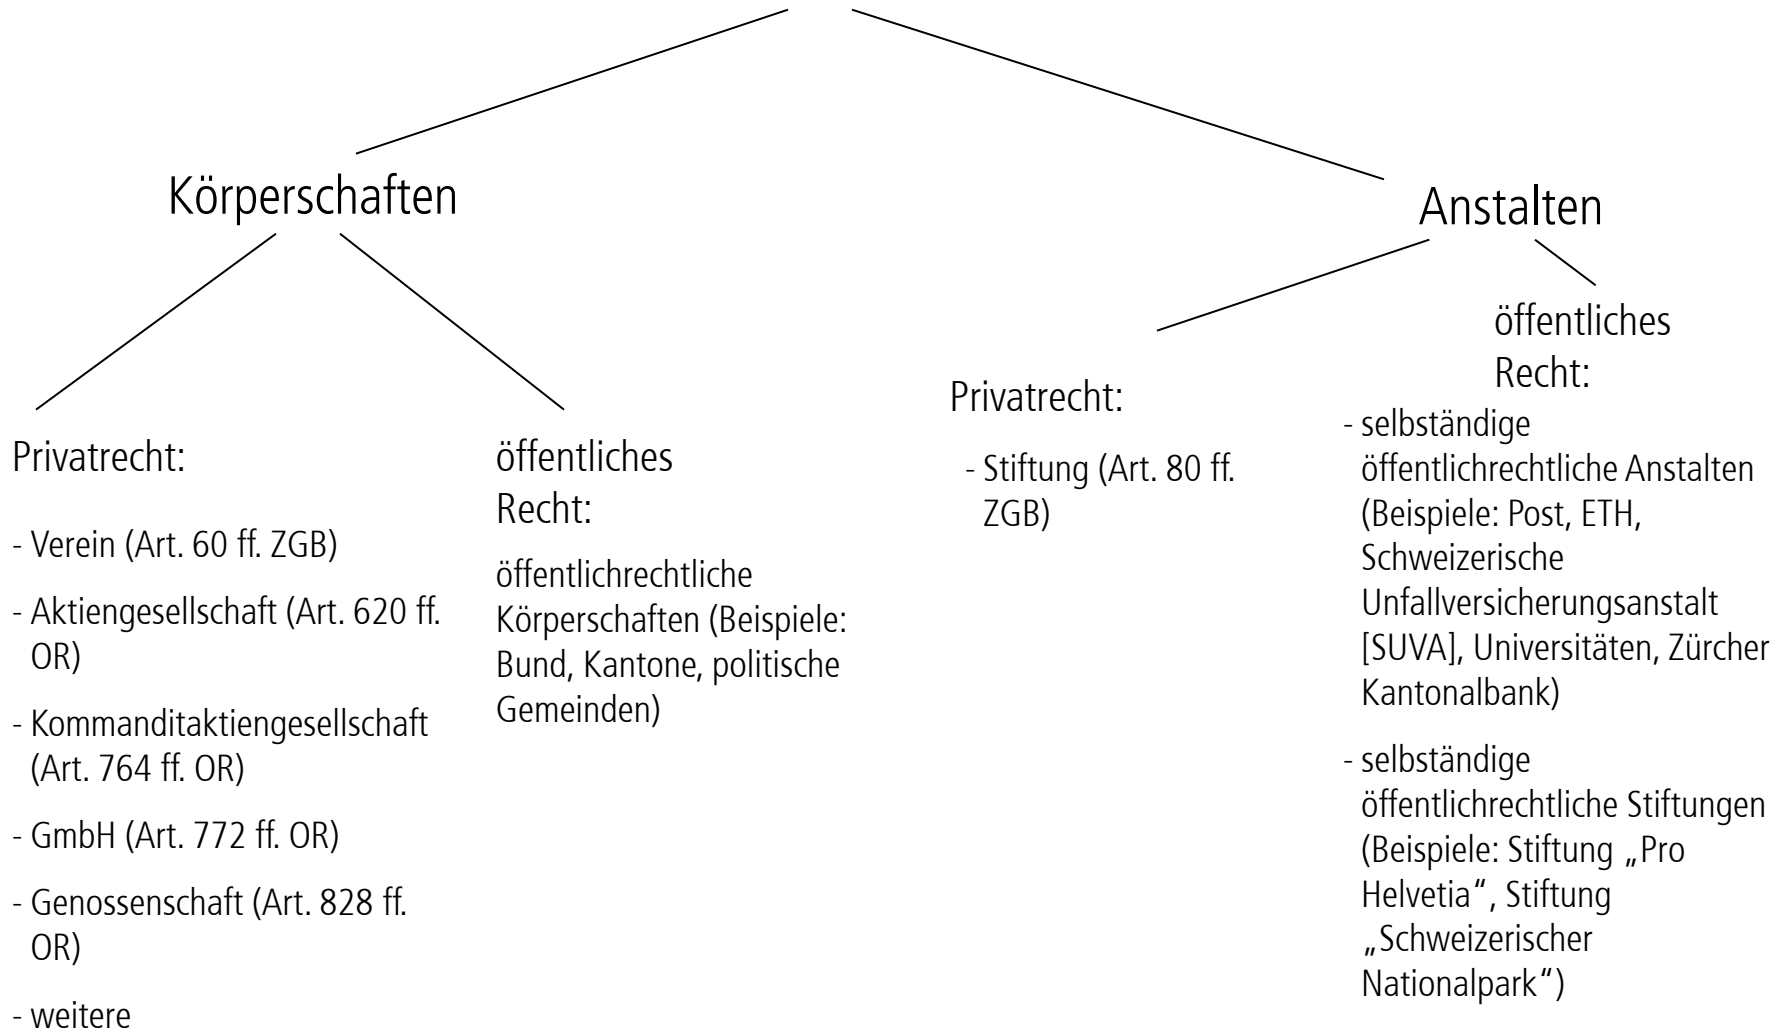 Körperschaften
Privatrecht:
- Verein (Art. 60 ff. ZGB)
- Aktiengesellschaft (Art. 620 ff.
OR)
- Kommanditaktiengesellschaft
(Art. 764 ff. OR)
- GmbH (Art. 772 ff. OR)
- Genossenschaft (Art. 828 ff.
OR)
- weitere
öffentliches
Recht:
öffentlichrechtliche
Körperschaften (Beispiele:
Bund, Kantone, politische
Gemeinden)
Anstalten
Privatrecht:
- Stiftung (Art. 80 ff.
ZGB)
öffentliches
Recht:
- selbständige
öffentlichrechtliche Anstalten
(Beispiele: Post, ETH,
Schweizerische
Unfallversicherungsanstalt
[SUVA], Universitäten, Zürcher
Kantonalbank)
- selbständige
öffentlichrechtliche Stiftungen
(Beispiele: Stiftung „Pro
Helvetia“, Stiftung
„Schweizerischer
Nationalpark“)